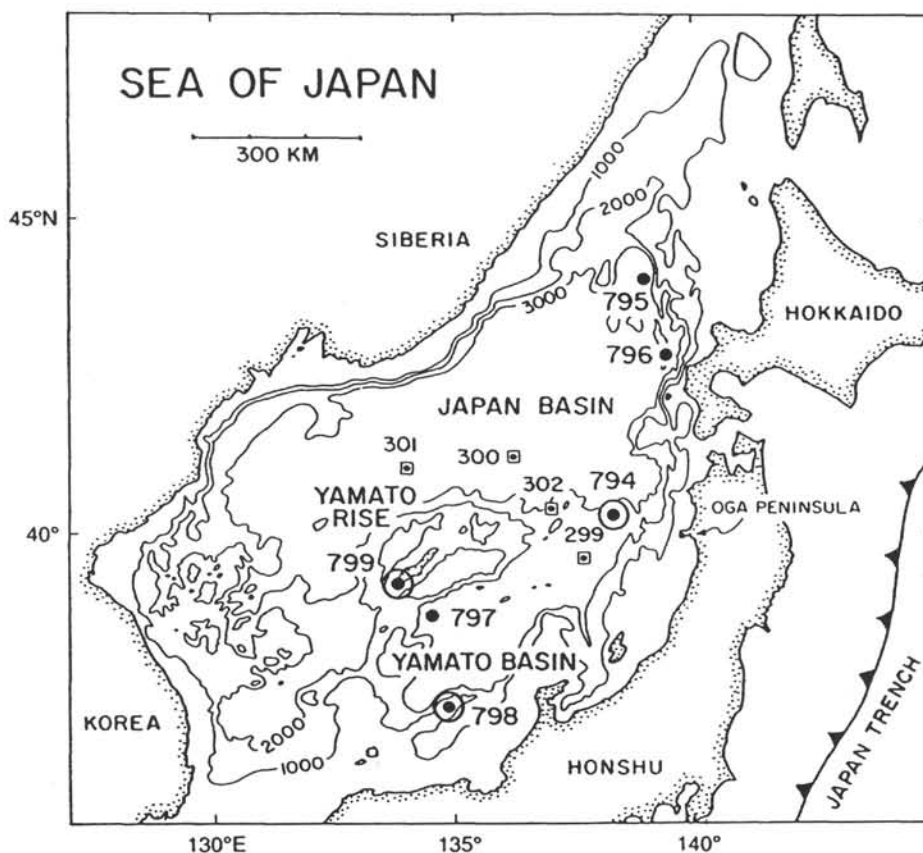 SEA OF JAPAN
300 KM
1000
2000
45°N
SIBERIA
3000
795
HOKKAIDO
796
JAPAN BASIN
301
300
794
302
YAMATO
RISE
OGA PENINSULA
299
40°
799
797
YAMATO BASIN
798
KOREA
2000
1000
HONSHU
JAPAN TRENCH
130°E
135°
140°